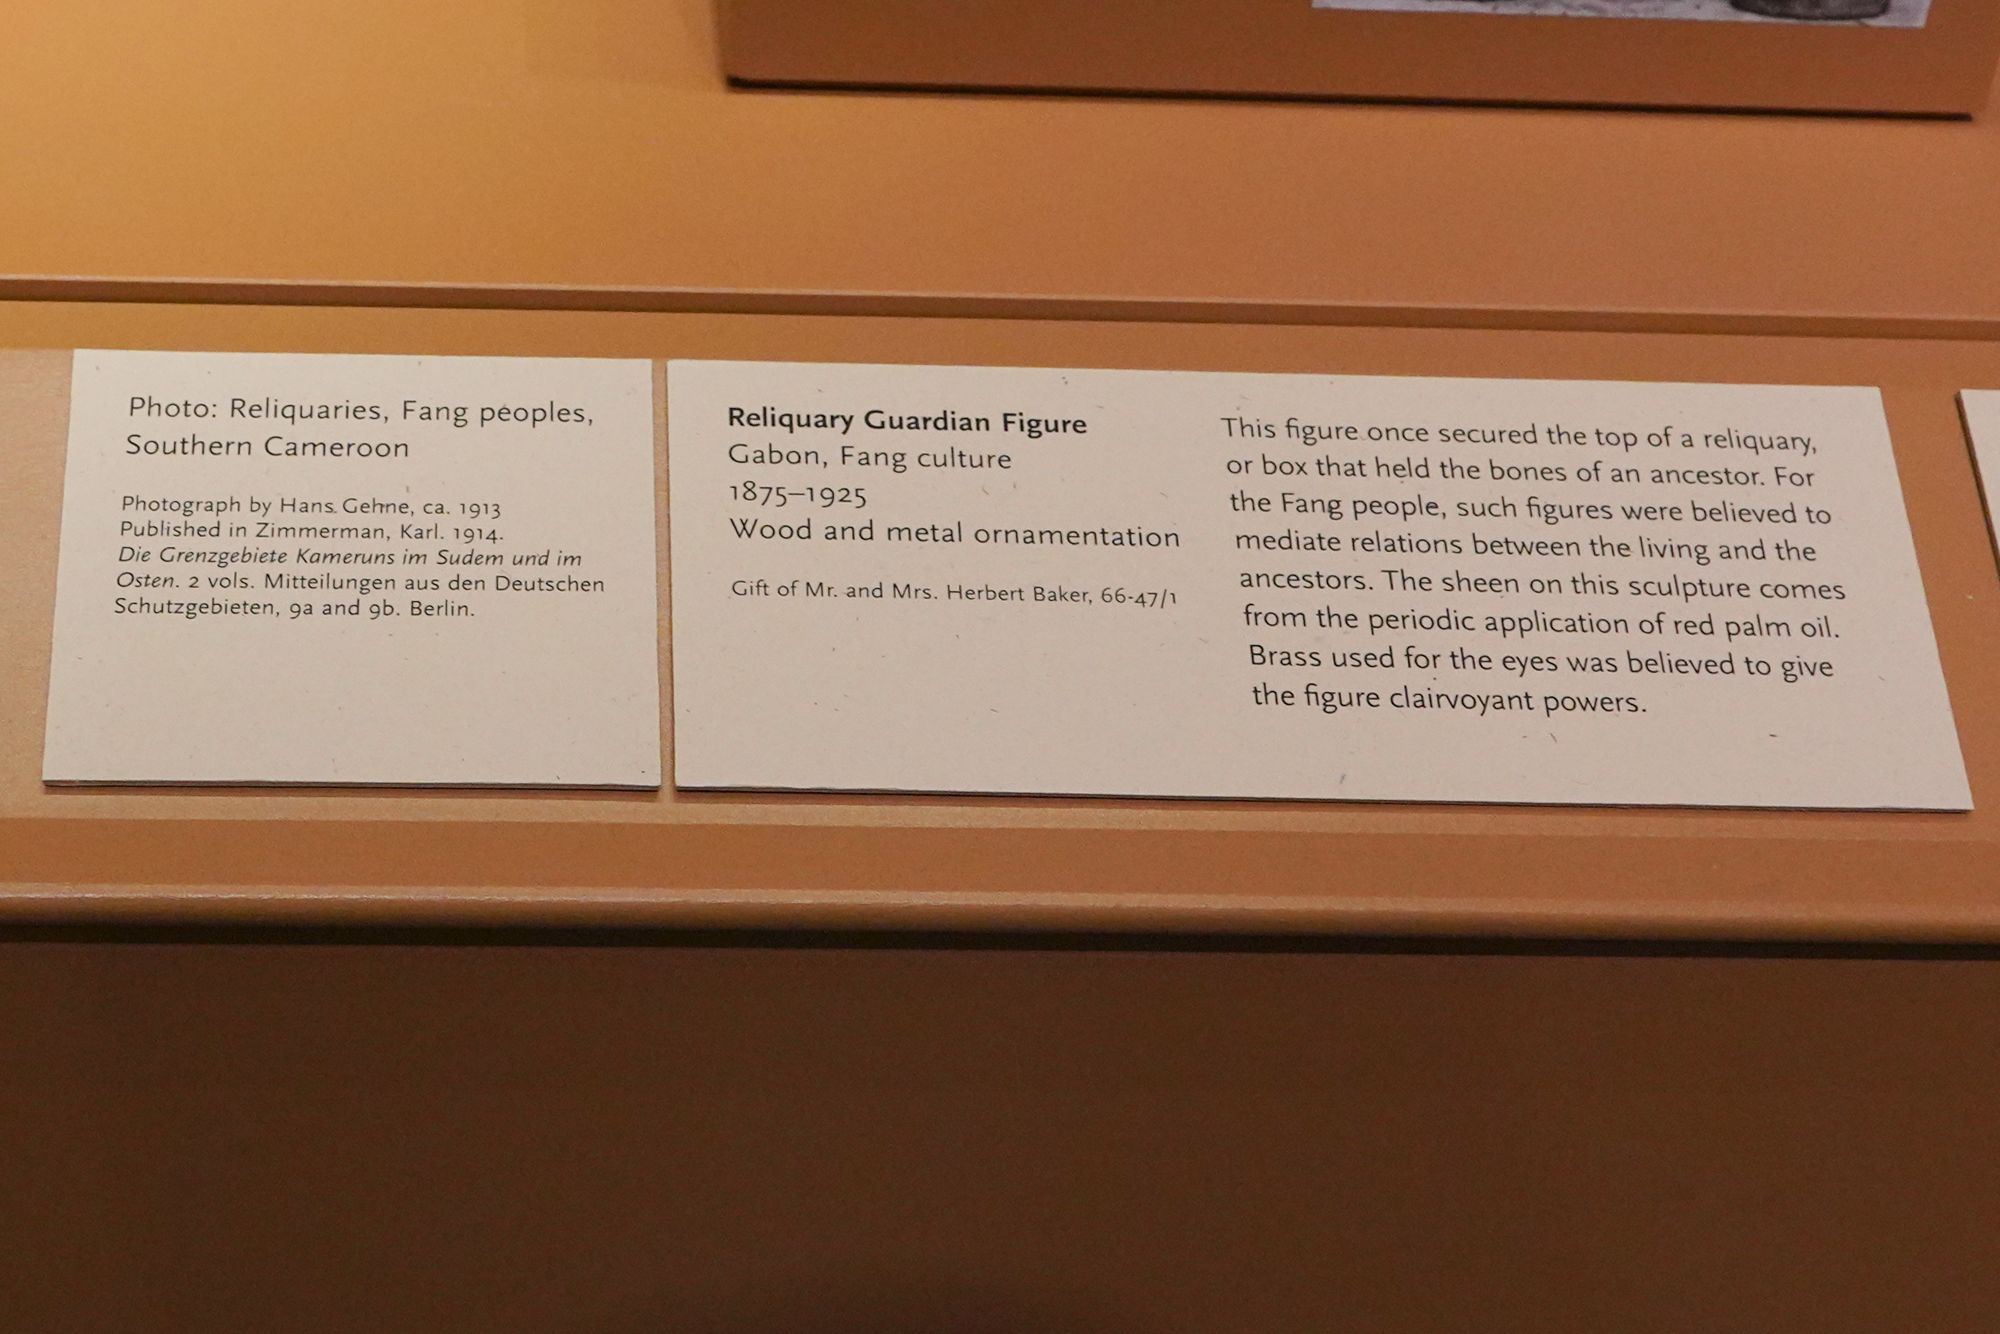 Photo: Reliquaries, Fang peoples,
Southern Cameroon
Photograph by Hans Gehne, ca. 1913
Published in Zimmerman, Karl. 1914.
Die Grenzgebiete Kameruns im Sudem und im
Osten. 2 vols. Mitteilungen aus den Deutschen
Schutzgebieten, 9a and 9b. Berlin.
Reliquary Guardian Figure
Gabon, Fang culture
1875–1925
Wood and metal ornamentation
Gift of Mr. and Mrs. Herbert Baker, 66-47/1
This figure once secured the top of a reliquary,
or box that held the bones of an ancestor. For
the Fang people, such figures were believed to
mediate relations between the living and the
ancestors. The sheen on this sculpture comes
from the periodic application of red palm oil.
Brass used for the eyes was believed to give
the figure clairvoyant powers.